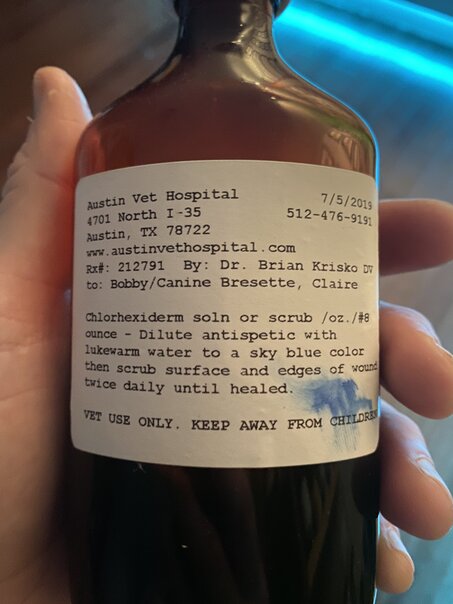 Austin Vet Hospital 7/5/2019
4701 North I-35 512-476-9191
Austin, TX 78722
www.austinvethospital.com
Rx#: 212791 By: Dr. Brian Krisko DV
to: Bobby/Canine Bresette, Claire
Chlorhexiderm soln or scrub /oz./#8
ounce - Dilute antispetic with
lukewarm water to a sky blue color
then scrub surface and edges of wound
twice daily until healed.
VET USE ONLY. KEEP AWAY FROM CHILDREN